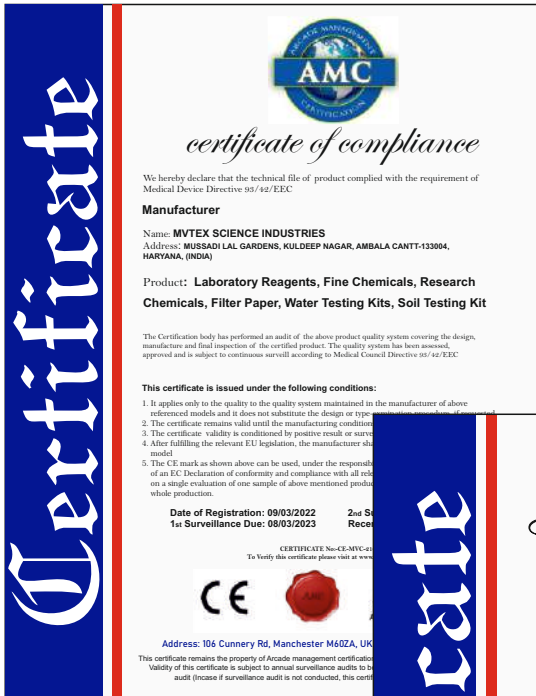 Certificate
ARCADE MANAGEMENT
AMC
CERTIFICATION
certificate of compliance
We hereby declare that the technical file of product complied with the requirement of
Medical Device Directive 93/42/EEC
Manufacturer
Name: MVTEX SCIENCE INDUSTRIES
Address: MUSSADI LAL GARDENS, KULDEEP NAGAR, AMBALA CANTT-133004,
HARYANA, (INDIA)
Product: Laboratory Reagents, Fine Chemicals, Research
Chemicals, Filter Paper, Water Testing Kits, Soil Testing Kit
The Certification body has performed an audit of the above product quality system covering the design,
manufacture and final inspection of the certified product. The quality system has been assessed,
approved and is subject to continuous surveill according to Medical Council Directive 93/42/EEC
This certificate is issued under the following conditions:
1. It applies only to the quality to the quality system maintained in the manufacturer of above
referenced models and it does not substitute the design or type
2. The certificate remains valid until the manufacturing condition
3. The certificate validity is conditioned by positive result or surve
4. After fulfilling the relevant EU legislation, the manufacturer sha
model
5. The CE mark as shown above can be used, under the responsib
of an EC Declaration of conformity and compliance with all rele
on a single evaluation of one sample of above mentioned produc
whole production.
Date of Registration: 09/03/2022 2nd Su
1st Surveillance Due: 08/03/2023 Rece
CERTIFICATE No:-CE-MVC-
To Verify this certificate please visit at www
CE
AMC
Address: 106 Cunnery Rd, Manchester M60ZA, UK
This certificate remains the property of Arcade management certification
Validity of this certificate is subject to annual surveillance audits to be
audit (Incase if surveillance audit is not conducted, this certif
cate